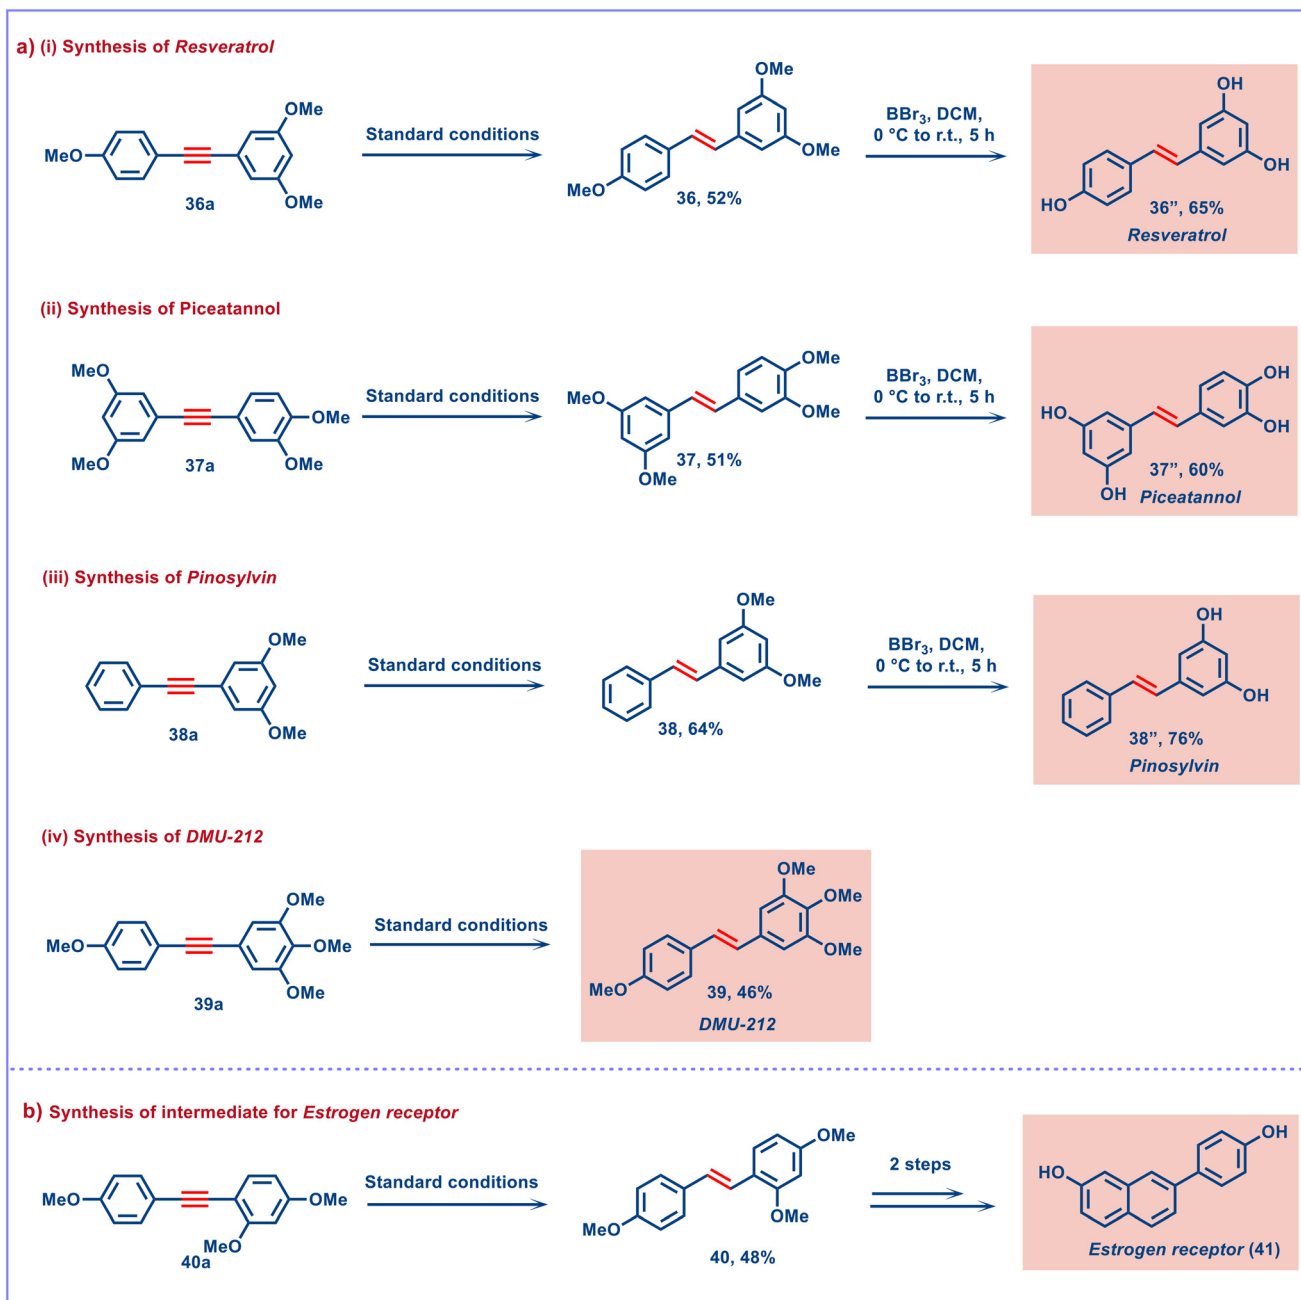 a) (i) Synthesis of Resveratrol
MeO
OMe
OMe
36a
Standard conditions
OMe
OMe
MeO
36, 52%
BBr₃, DCM,
0 °C to r.t., 5 h
OH
OH
HO
36”, 65%
Resveratrol
(ii) Synthesis of Piceatannol
MeO
MeO
OMe
OMe
37a
Standard conditions
OMe
OMe
MeO
OMe
37, 51%
BBr₃, DCM,
0 °C to r.t., 5 h
OH
OH
HO
OH
37”, 60%
Piceatannol
(iii) Synthesis of Pinosylvin
OMe
OMe
38a
Standard conditions
OMe
OMe
38, 64%
BBr₃, DCM,
0 °C to r.t., 5 h
OH
OH
38”, 76%
Pinosylvin
(iv) Synthesis of DMU-212
MeO
OMe
OMe
OMe
39a
Standard conditions
OMe
OMe
OMe
MeO
39, 46%
DMU-212
b) Synthesis of intermediate for Estrogen receptor
MeO
OMe
MeO
40a
Standard conditions
OMe
OMe
MeO
40, 48%
2 steps
OH
HO
Estrogen receptor (41)